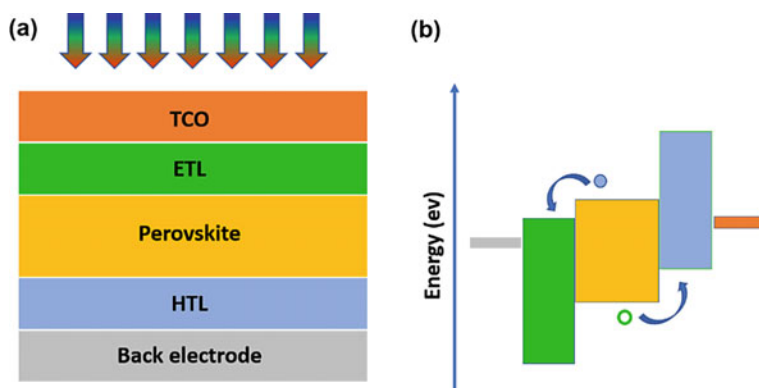 (a)
TCO
ETL
Perovskite
HTL
Back electrode
(b)
Energy (ev)